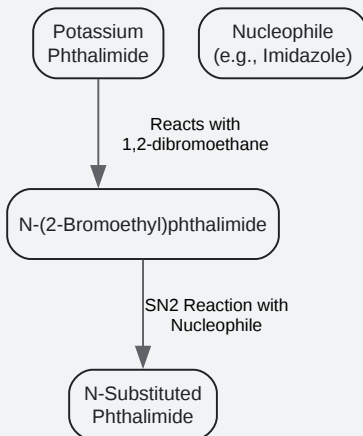 Potassium
Phthalimide
Nucleophile
(e.g., Imidazole)
Reacts with
1,2-dibromoethane
N-(2-Bromoethyl)phthalimide
SN2 Reaction with
Nucleophile
N-Substituted
Phthalimide